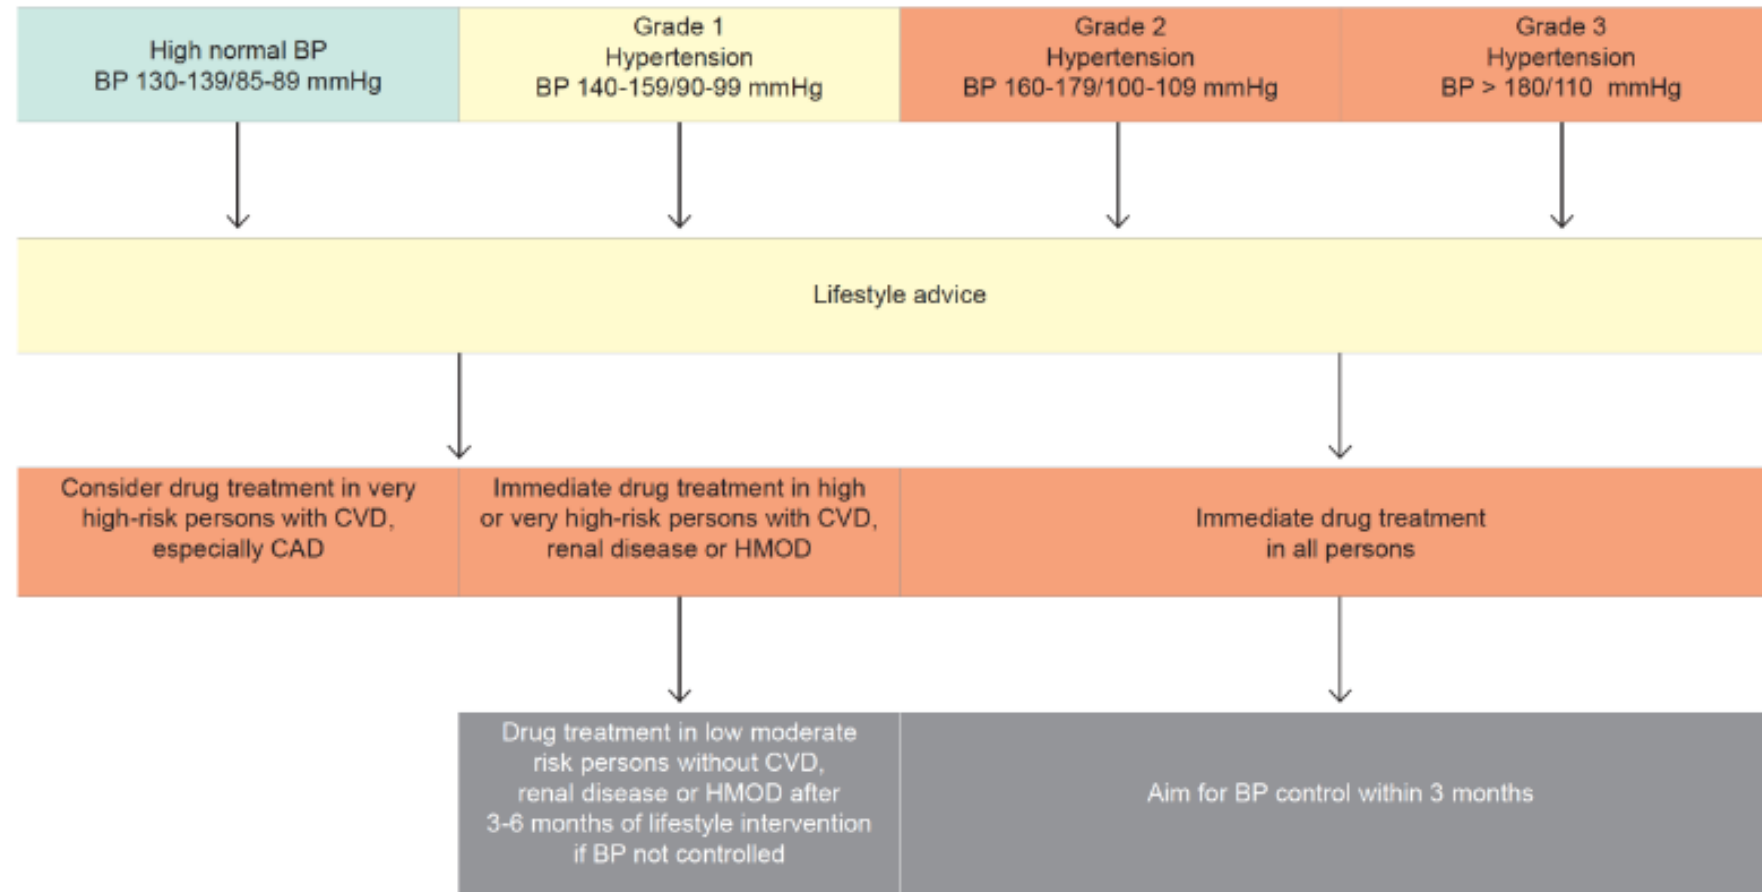 High normal BP
BP 130-139/85-89 mmHg
Grade 1
Hypertension
BP 140-159/90-99 mmHg
Grade 2
Hypertension
BP 160-179/100-109 mmHg
Grade 3
Hypertension
BP > 180/110 mmHg
Lifestyle advice
Consider drug treatment in very
high-risk persons with CVD,
especially CAD
Immediate drug treatment in high
or very high-risk persons with CVD,
renal disease or HMOD
Immediate drug treatment
in all persons
Drug treatment in low moderate
risk persons without CVD,
renal disease or HMOD after
3-6 months of lifestyle intervention
if BP not controlled
Aim for BP control within 3 months